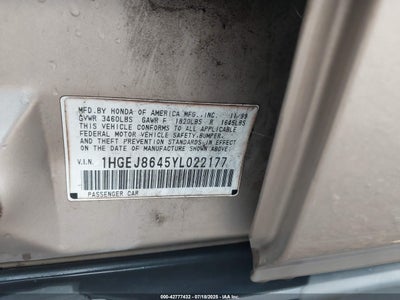 MFD. BY HONDA OF AMERICA MFG., INC. 11/99
GVWR 3460LBS GAWR F 1820LBS R 1645LBS
THIS VEHICLE CONFORMS TO ALL APPLICABLE
FEDERAL MOTOR VEHICLE SAFETY, BUMPER,
AND THEFT PREVENTION STANDARDS IN EFFECT
ON THE DATE OF MANUFACTURE SHOWN ABOVE.
V.I.N. 1HGEJ8645YL022177
PASSENGER CAR
000-42777432 - 07/18/2025 - IAAI.COM